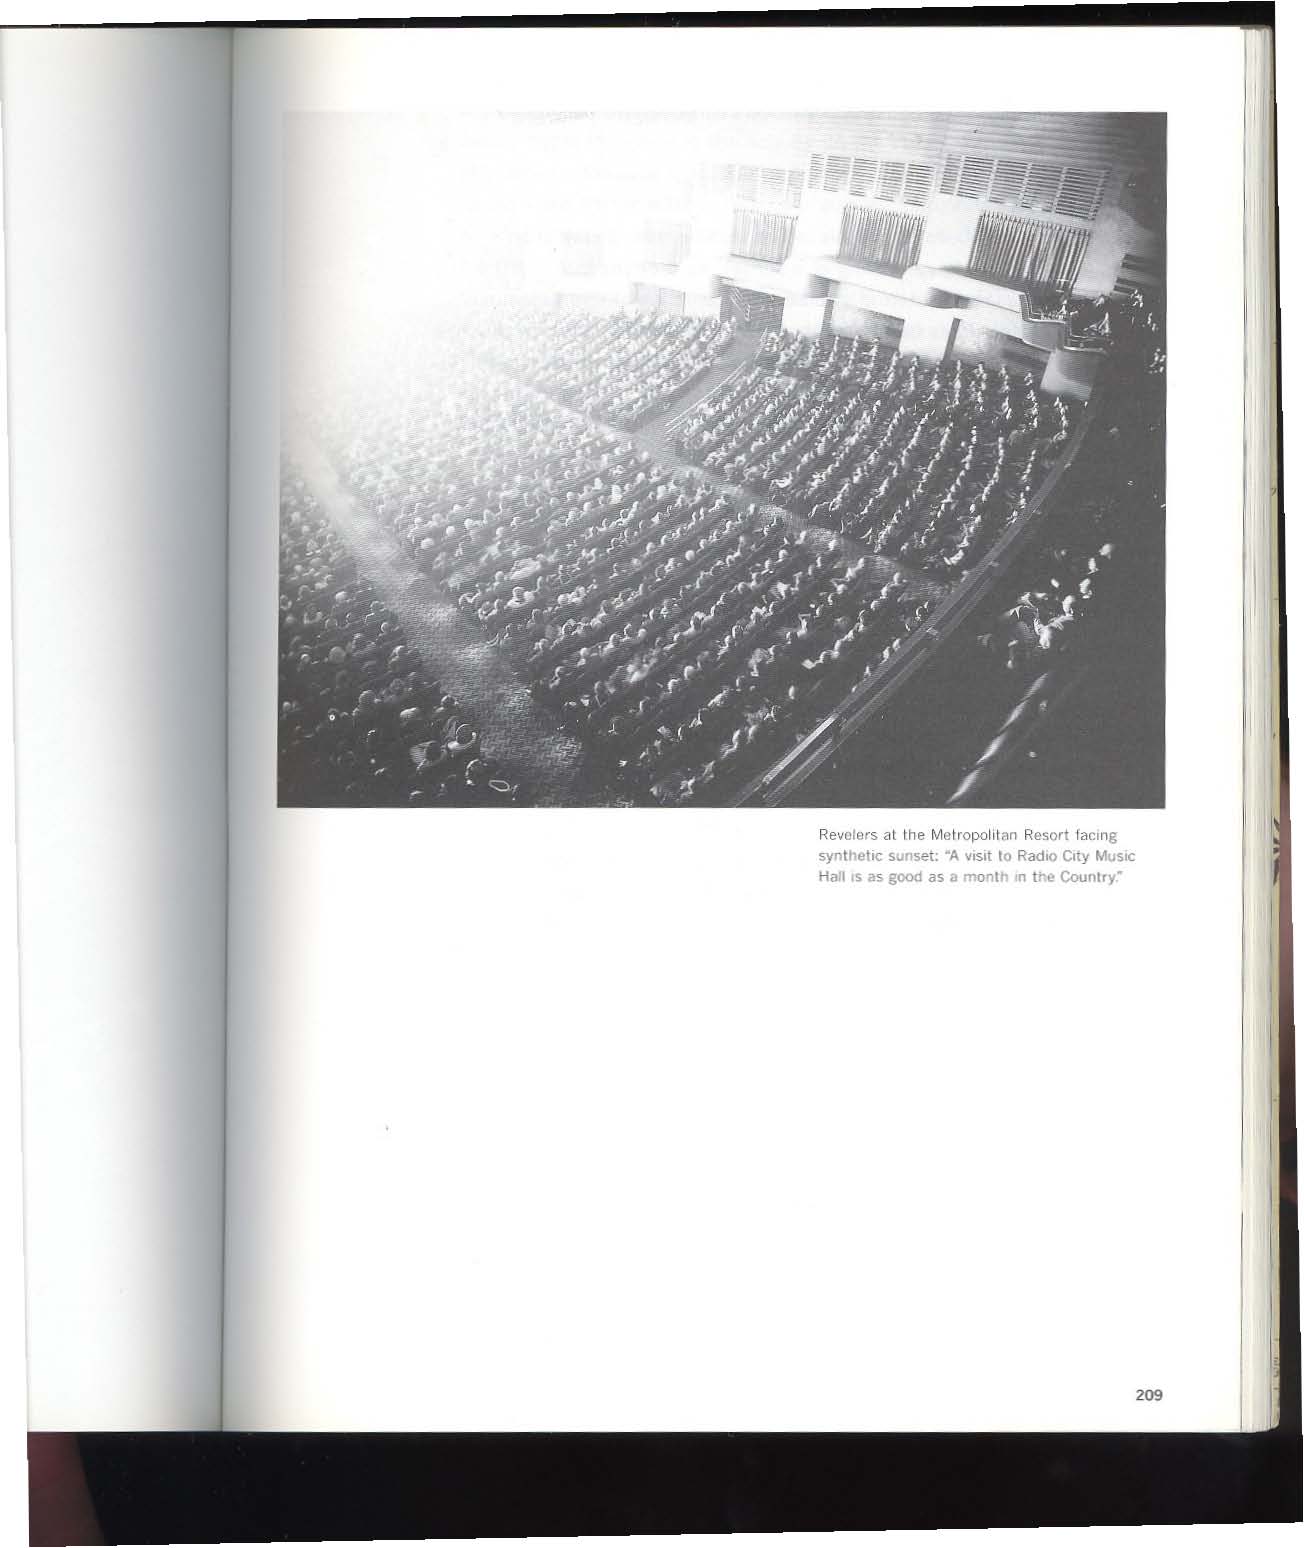 Revelers at the Metropolitan Resort facing
synthetic sunset: “A visit to Radio City Music
Hall is as good as a month in the Country.”
209